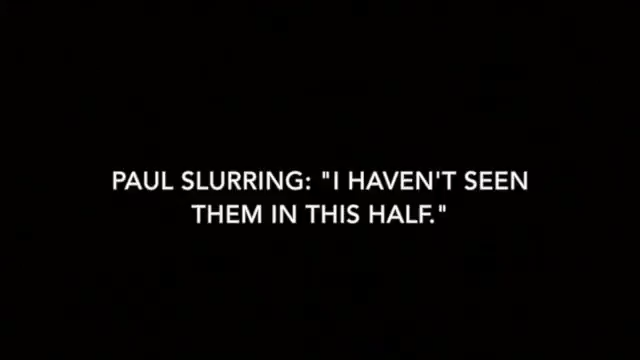 PAUL SLURRING: "I HAVEN'T SEEN
THEM IN THIS HALF."